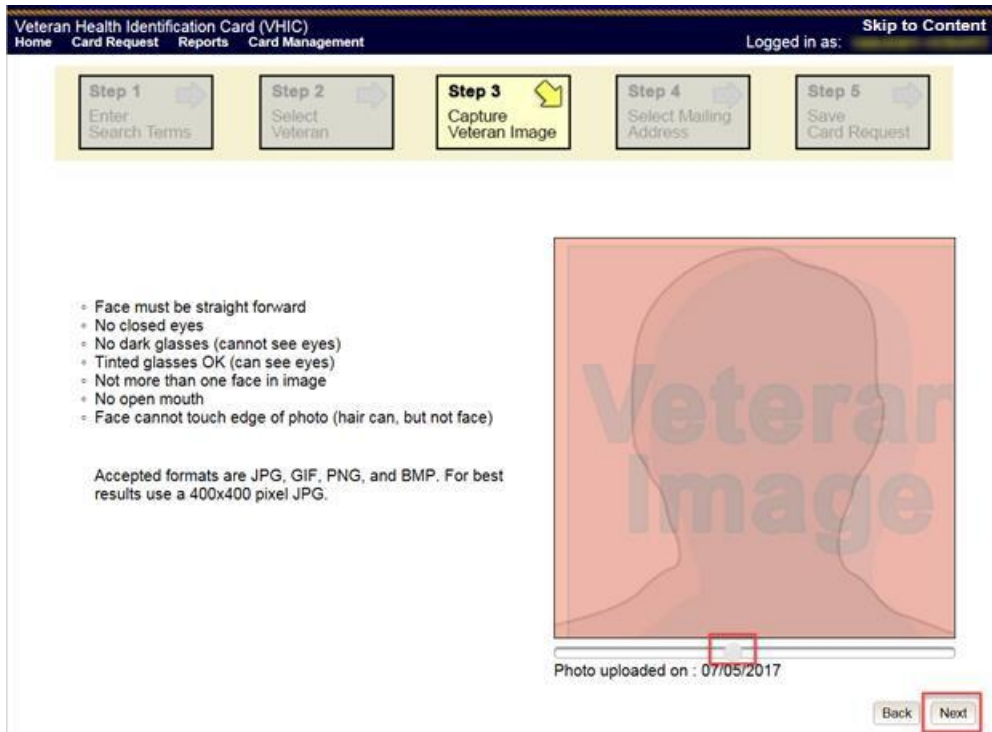 Veteran Health Identification Card (VHIC)
Skip to Content
Home Card Request Reports Card Management
Logged in as:
Step 1
Enter
Search Terms
Step 2
Select
Veteran
Step 3
Capture
Veteran Image
Step 4
Select Mailing
Address
Step 5
Save
Card Request
Face must be straight forward
No closed eyes
No dark glasses (cannot see eyes)
Tinted glasses OK (can see eyes)
Not more than one face in image
No open mouth
Face cannot touch edge of photo (hair can, but not face)
Accepted formats are JPG, GIF, PNG, and BMP. For best
results use a 400x400 pixel JPG.
Veteran
Image
Photo uploaded on : 07/05/2017
Back Next